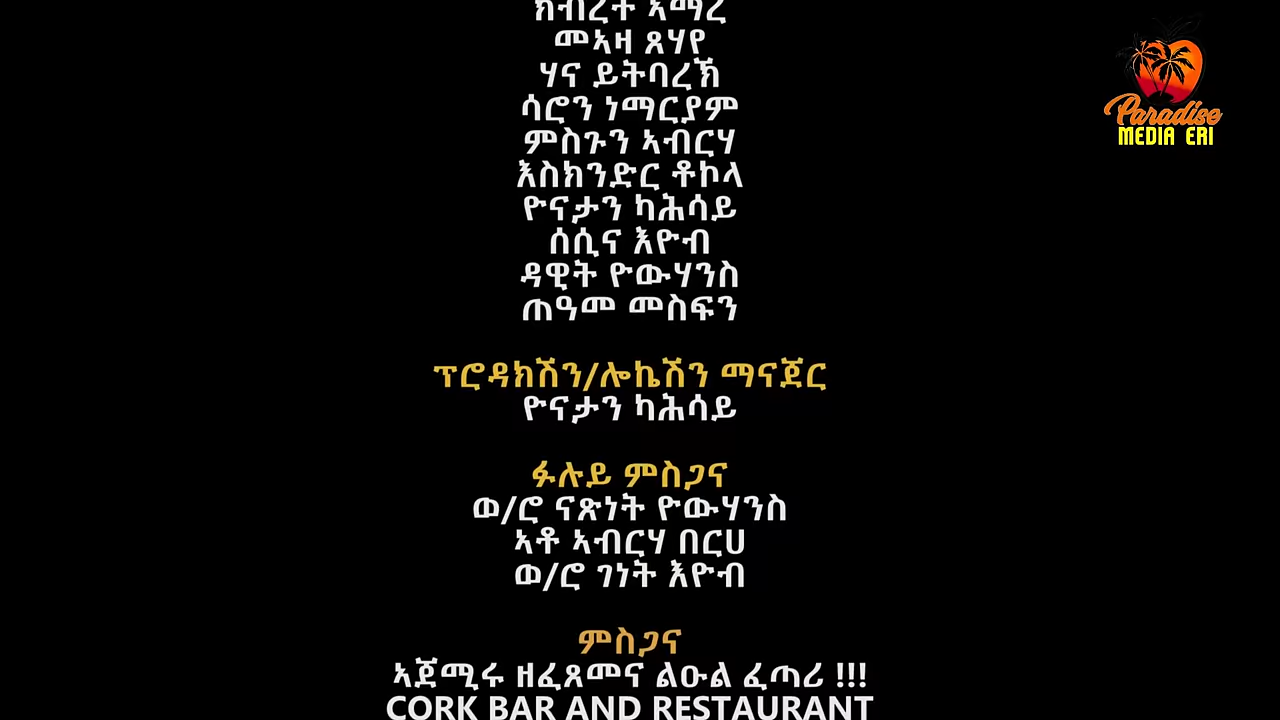 ክብረት ኣማረ
መኣዛ ጸሃየ
ሃና ይትባረኽ
ሳሮን ነማርያም
ምስጉን ኣብርሃ
እስክንድር ቶኮላ
ዮናታን ካሕሳይ
ሰሲና እዮብ
ዳዊት ዮውሃንስ
ጠዓመ መስፍን
ፕሮዳክሽን/ሎኬሽን ማናጀር
ዮናታን ካሕሳይ
ፉሉይ ምስጋና
ወ/ሮ ናጽነት ዮውሃንስ
ኣቶ ኣብርሃ በርሀ
ወ/ሮ ገነት እዮብ
ምስጋና
ኣጀሚሩ ዘፈጸመና ልዑል ፈጣሪ !!!
CORK BAR AND RESTAURANT
Paradise
MEDIA ERI